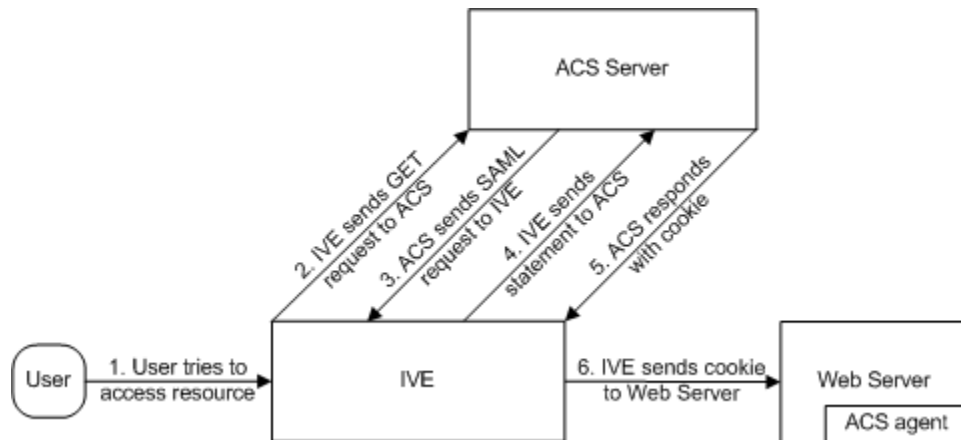 ACS Server
2. IVE sends GET
request to ACS
3. ACS sends SAML
request to IVE
4. IVE sends
statement to ACS
5. ACS responds
with cookie
User
1. User tries to
access resource
IVE
6. IVE sends cookie
to Web Server
Web Server
ACS agent